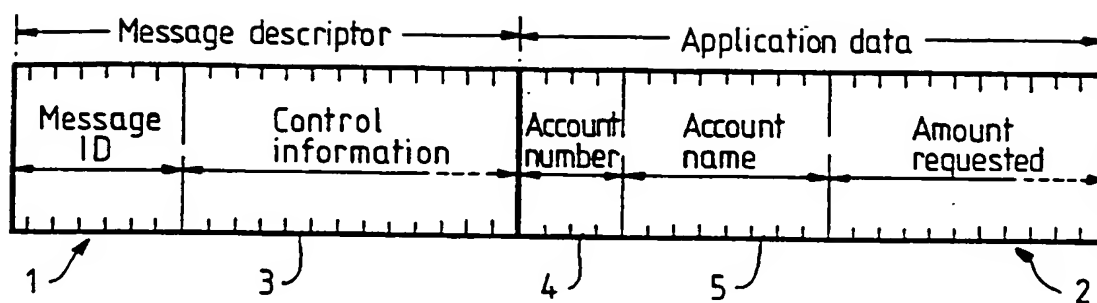 Message descriptor Application data
Message ID
Control information
Account number
Account name
Amount requested
1 3 4 5 2